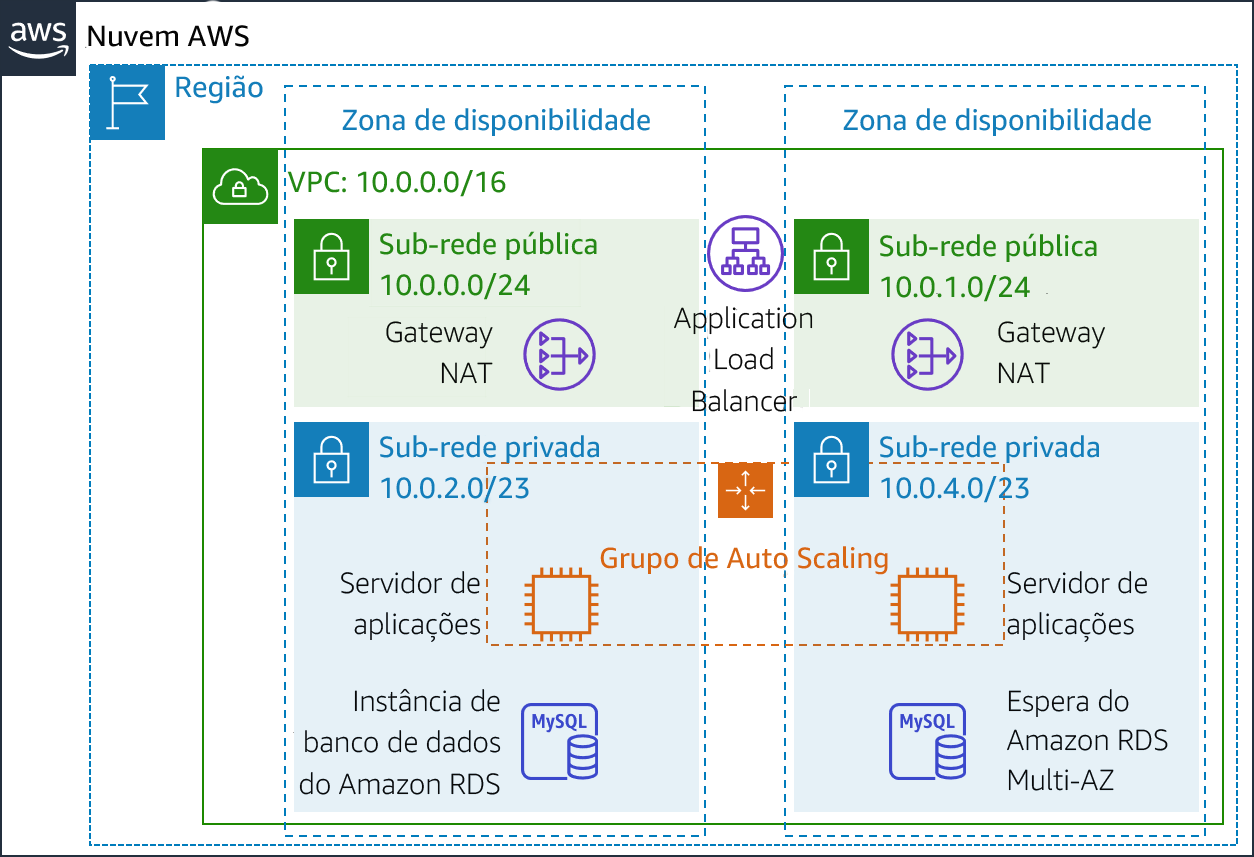 aws
Nuvem AWS
Região
Zona de disponibilidade
Zona de disponibilidade
VPC: 10.0.0.0/16
Sub-rede pública
10.0.0.0/24
Gateway
NAT
Application
Load
Balancer
Sub-rede pública
10.0.1.0/24
Gateway
NAT
Sub-rede privada
10.0.2.0/23
Sub-rede privada
10.0.4.0/23
Grupo de Auto Scaling
Servidor de
aplicações
Servidor de
aplicações
Instância de
banco de dados
do Amazon RDS
MySQL
MySQL
Espera do
Amazon RDS
Multi-AZ